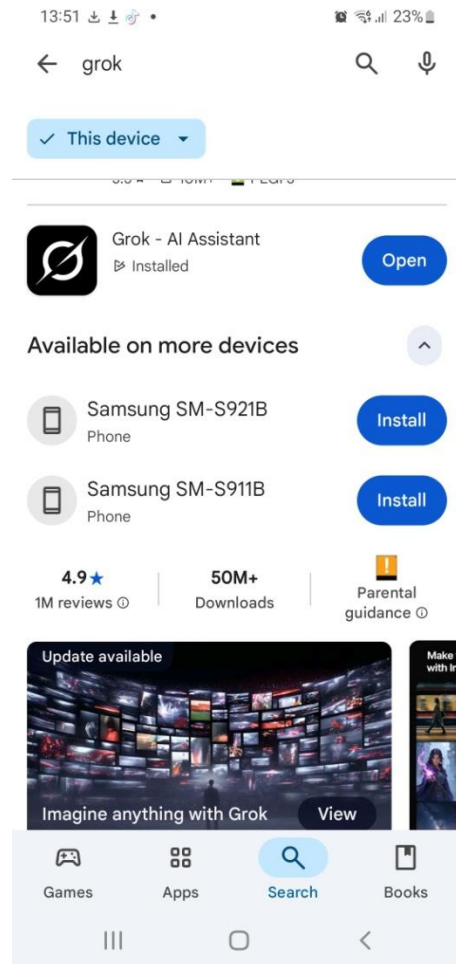 13:51
23%
grok
This device
Grok - AI Assistant
Installed
Open
Available on more devices
Samsung SM-S921B
Phone
Install
Samsung SM-S911B
Phone
Install
4.9★
1M reviews
50M+
Downloads
Parental
guidance
Update available
Imagine anything with Grok
View
Make
with I
Games
Apps
Search
Books